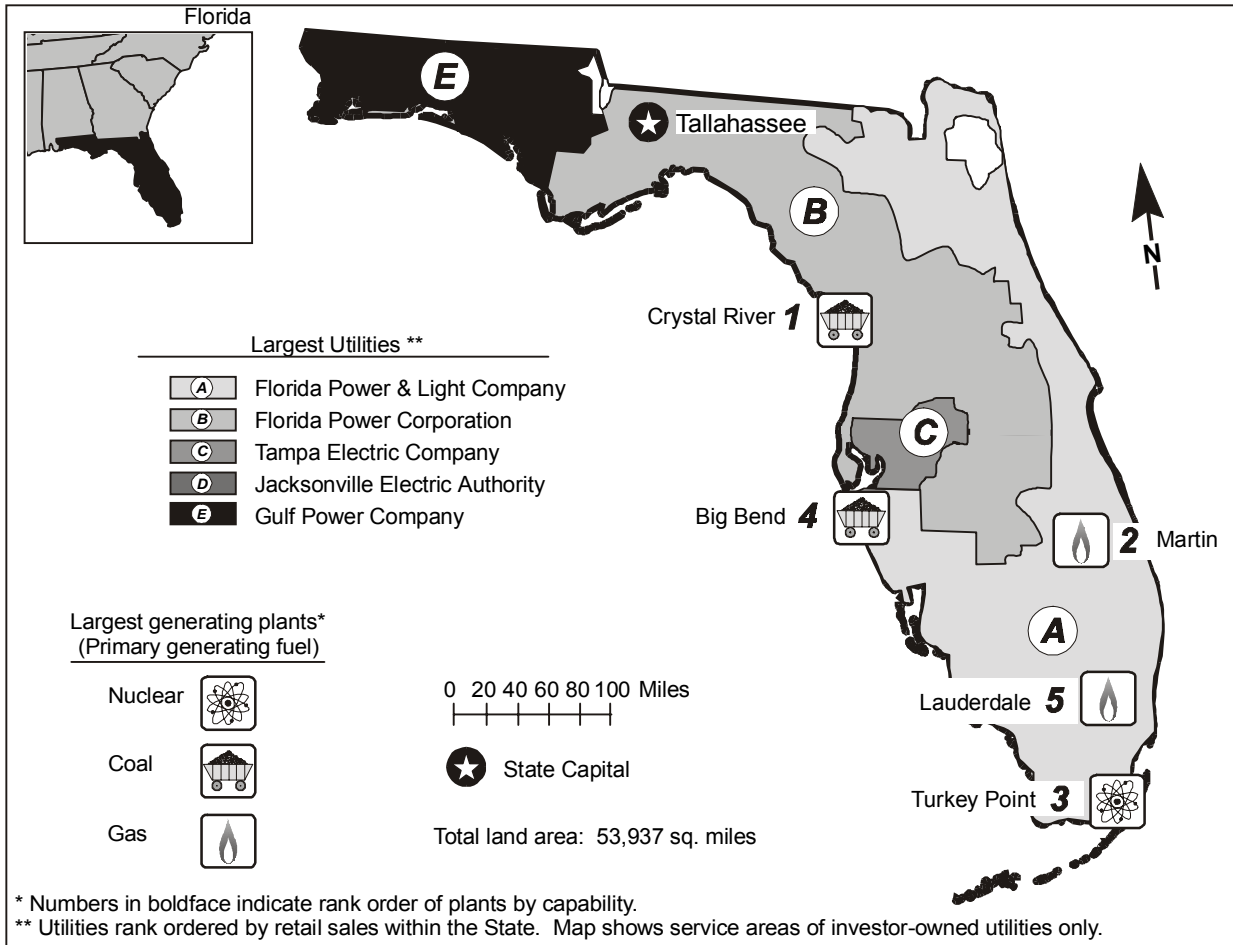 Florida
E
Tallahassee
B
N
Crystal River 1
Largest Utilities **
A Florida Power & Light Company
B Florida Power Corporation
C Tampa Electric Company
D Jacksonville Electric Authority
E Gulf Power Company
C
Big Bend 4
2 Martin
A
Largest generating plants*
(Primary generating fuel)
Nuclear
Coal
Gas
0 20 40 60 80 100 Miles
State Capital
Total land area: 53,937 sq. miles
Lauderdale 5
Turkey Point 3
* Numbers in boldface indicate rank order of plants by capability.
** Utilities rank ordered by retail sales within the State. Map shows service areas of investor-owned utilities only.